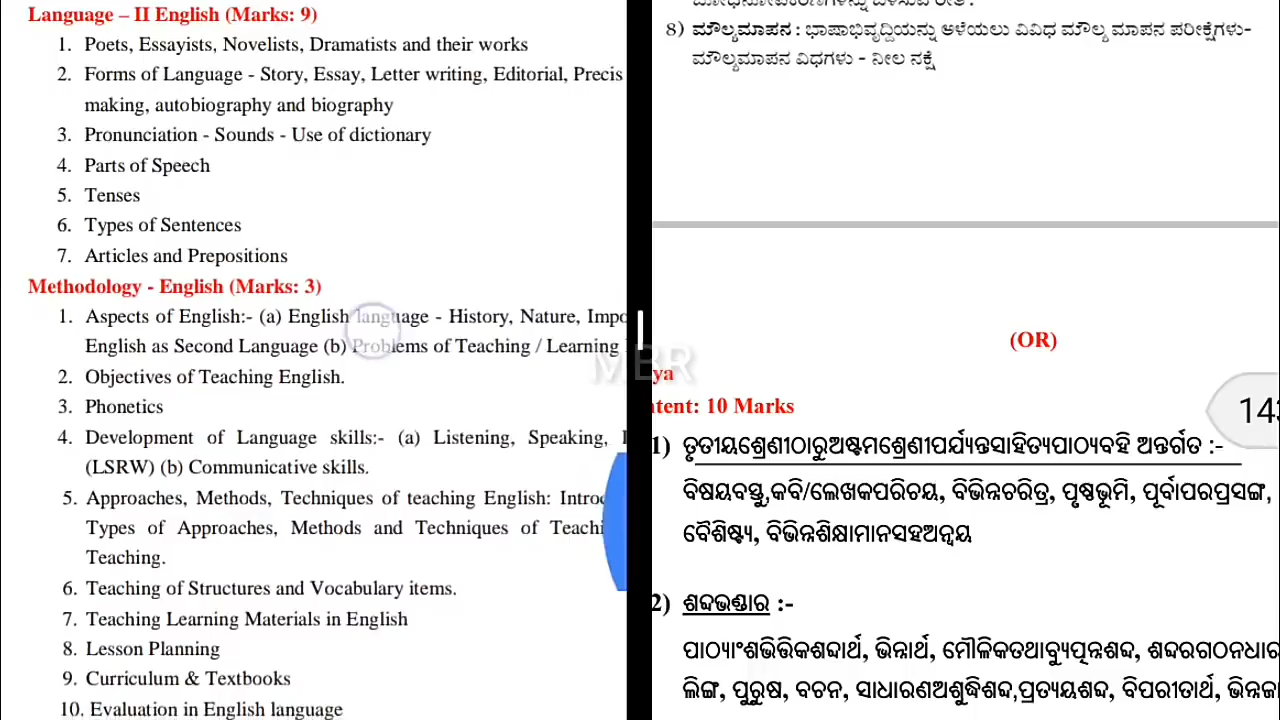 Language – II English (Marks: 9)
1. Poets, Essayists, Novelists, Dramatists and their works
2. Forms of Language - Story, Essay, Letter writing, Editorial, Precis
making, autobiography and biography
3. Pronunciation - Sounds - Use of dictionary
4. Parts of Speech
5. Tenses
6. Types of Sentences
7. Articles and Prepositions
Methodology - English (Marks: 3)
1. Aspects of English:- (a) English language - History, Nature, Impo
English as Second Language (b) Problems of Teaching / Learning
2. Objectives of Teaching English.
3. Phonetics
4. Development of Language skills:- (a) Listening, Speaking,
(LSRW) (b) Communicative skills.
5. Approaches, Methods, Techniques of teaching English: Introd
Types of Approaches, Methods and Techniques of Teachi
Teaching.
6. Teaching of Structures and Vocabulary items.
7. Teaching Learning Materials in English
8. Lesson Planning
9. Curriculum & Textbooks
10. Evaluation in English language
8) ಮೌಲ್ಯಮಾಪನ : ಭಾಷಾಭಿವೃದ್ದಿಯನ್ನು ಅಳೆಯಲು ವಿವಿಧ ಮೌಲ್ಯ ಮಾಪನ ಪರೀಕ್ಷೆಗಳು-
ಮೌಲ್ಯಮಾಪನ ವಿಧಗಳು - ನೀಲ ನಕ್ಷೆ
(OR)
MBR
ya
ntent: 10 Marks
143
1) ତୃତୀୟଶ୍ରେଣୀଠାରୁଅଷ୍ଟମଶ୍ରେଣୀପର୍ଯ୍ୟନ୍ତସାହିତ୍ୟପାଠ୍ୟବହି ଅନ୍ତର୍ଗତ :-
ବିଷୟବସ୍ତୁ,କବି/ଲେଖକପରିଚୟ, ବିଭିନ୍ନଚରିତ୍ର, ପୃଷ୍ଠଭୂମି, ପୂର୍ବାପରପ୍ରସଙ୍ଗ,
ବୈଶିଷ୍ଟ୍ୟ, ବିଭିନ୍ନଶିକ୍ଷାମାନସହଅନ୍ୱୟ
2) ଶବ୍ଦଭଣ୍ଡାର :-
ପାଠ୍ୟାଂଶଭିତ୍ତିକଶବ୍ଦାର୍ଥ, ଭିନ୍ନାର୍ଥ, ମୌଳିକତଥାବ୍ୟୁତ୍ପନ୍ନଶବ୍ଦ, ଶବ୍ଦରଗଠନଧାର
ଲିଙ୍ଗ, ପୁରୁଷ, ବଚନ, ସାଧାରଣଅଶୁଦ୍ଧିଶବ୍ଦ,ପ୍ରତ୍ୟୟଶବ୍ଦ, ବିପରୀତାର୍ଥ,